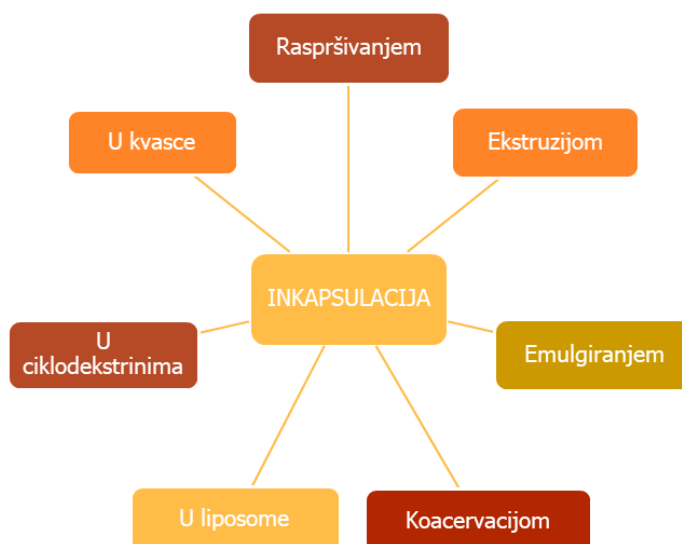 Raspršivanjem
U kvasce
Ekstruzijom
INKAPSULACIJA
U
ciklodekstrinima
Emulgiranjem
U liposome
Koacervacijom